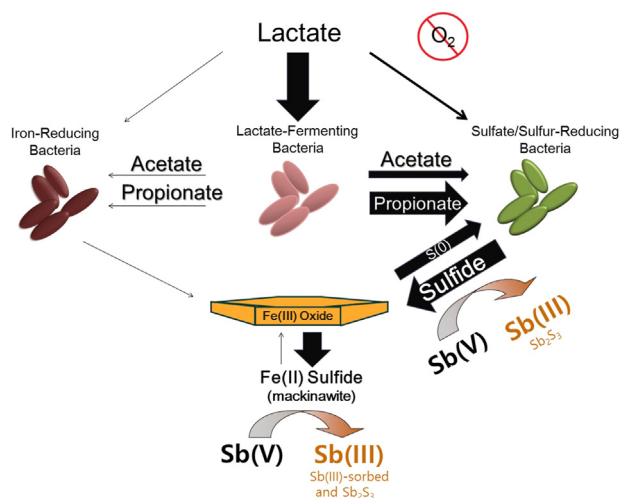 Lactate
O2
Iron-Reducing
Bacteria
Lactate-Fermenting
Bacteria
Sulfate/Sulfur-Reducing
Bacteria
Acetate
Propionate
Acetate
Propionate
S(0)
Sulfide
Fe(III) Oxide
Sb(V)
Sb(III)
Sb2S3
Fe(II) Sulfide
(mackinawite)
Sb(V)
Sb(III)
Sb(III)-sorbed
and Sb2S3